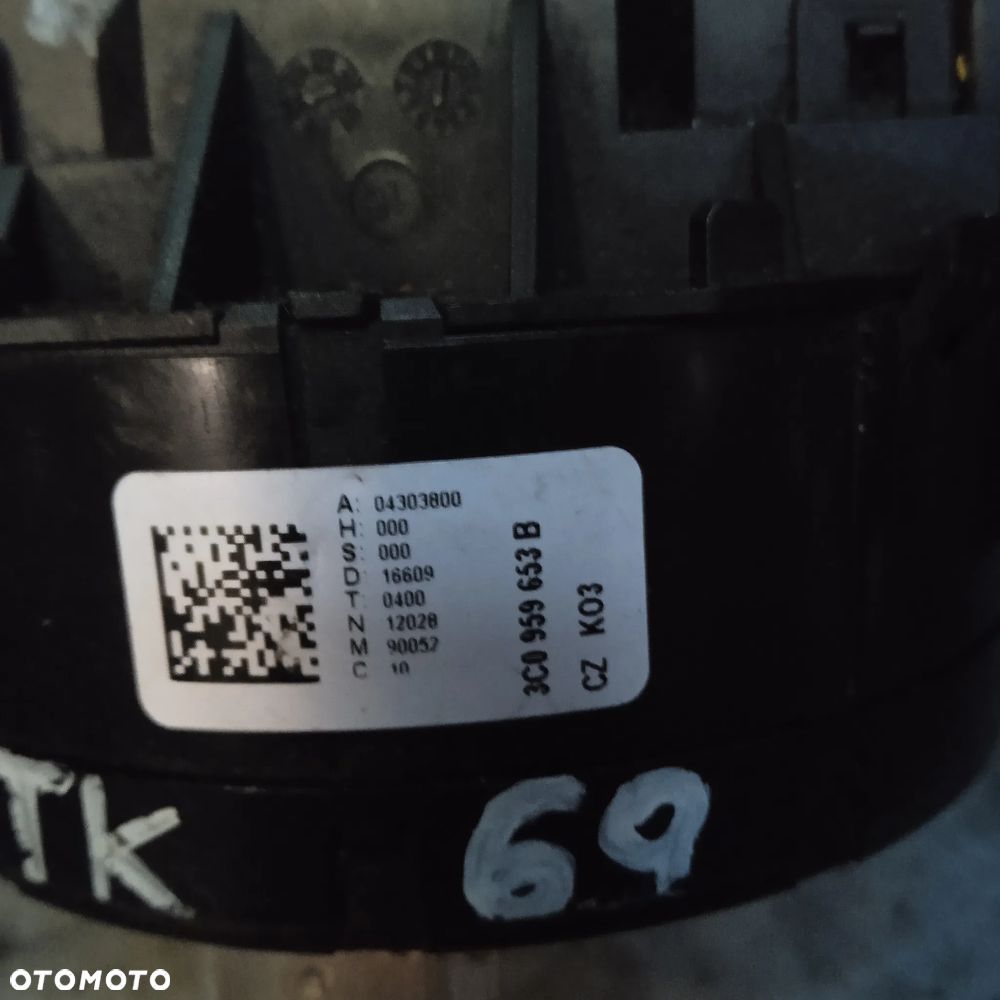 A: 04303800
H: 000
S: 000
D 16609
T: 0400
N 12028
M 90052
C 10
3C0 959 653 B
CZ K03
TK 69
OTOMOTO